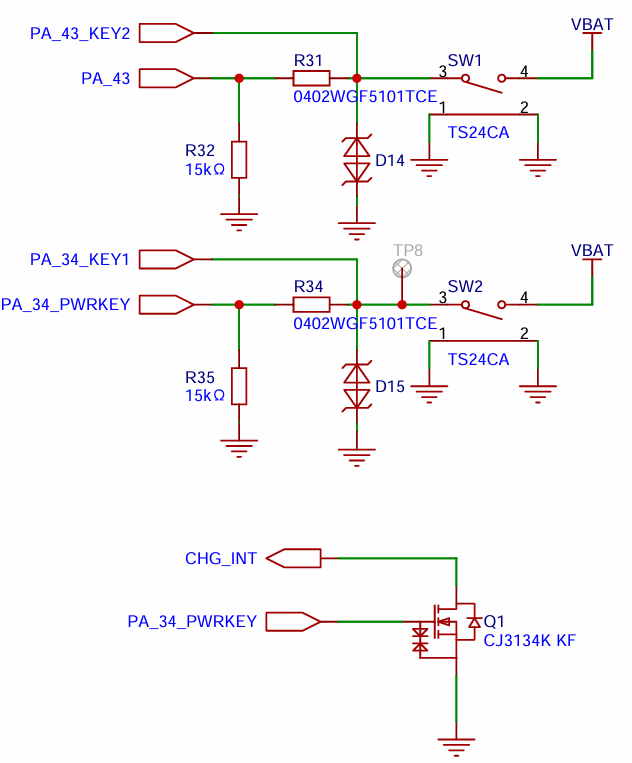 PA_43_KEY2
VBAT
PA_43
R31
0402WGF5101TCE
SW1
3
4
1
2
TS24CA
R32
15kΩ
D14
PA_34_KEY1
TP8
VBAT
PA_34_PWRKEY
R34
0402WGF5101TCE
SW2
3
4
1
2
TS24CA
R35
15kΩ
D15
CHG_INT
PA_34_PWRKEY
Q1
CJ3134K KF